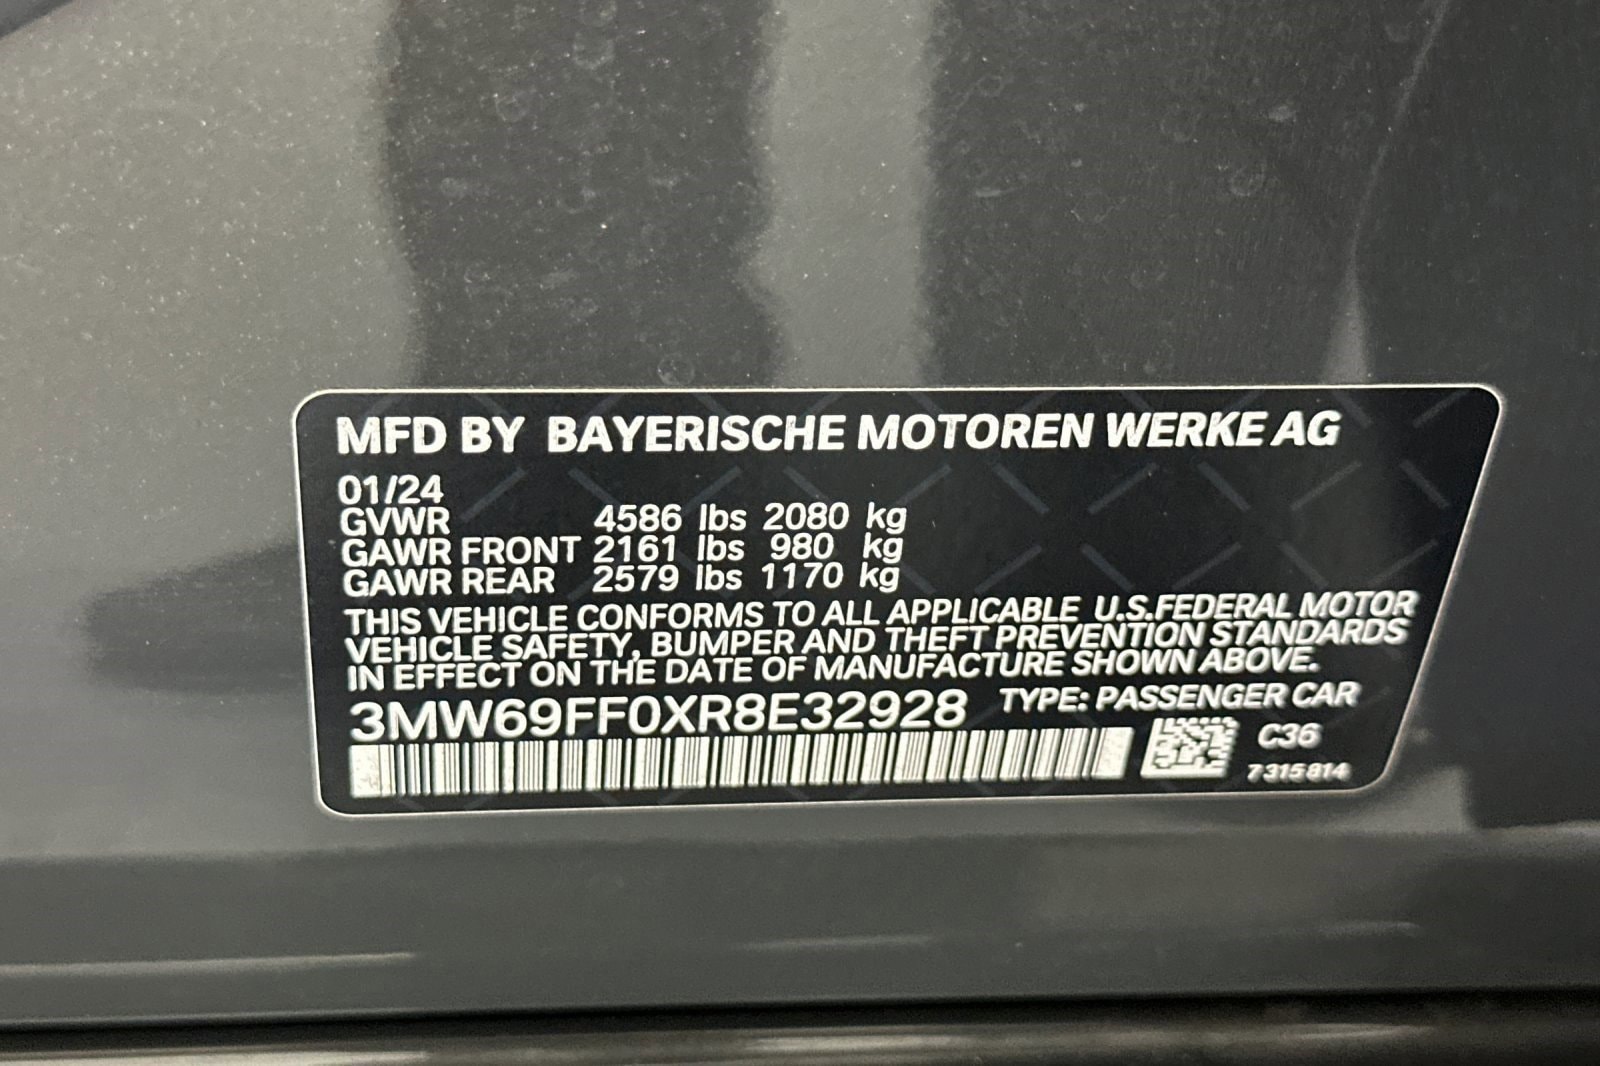 MFD BY BAYERISCHE MOTOREN WERKE AG
01/24
GVWR 4586 lbs 2080 kg
GAWR FRONT 2161 lbs 980 kg
GAWR REAR 2579 lbs 1170 kg
THIS VEHICLE CONFORMS TO ALL APPLICABLE U.S.FEDERAL MOTOR
VEHICLE SAFETY, BUMPER AND THEFT PREVENTION STANDARDS
IN EFFECT ON THE DATE OF MANUFACTURE SHOWN ABOVE.
3MW69FF0XR8E32928 TYPE: PASSENGER CAR
C36
7315814